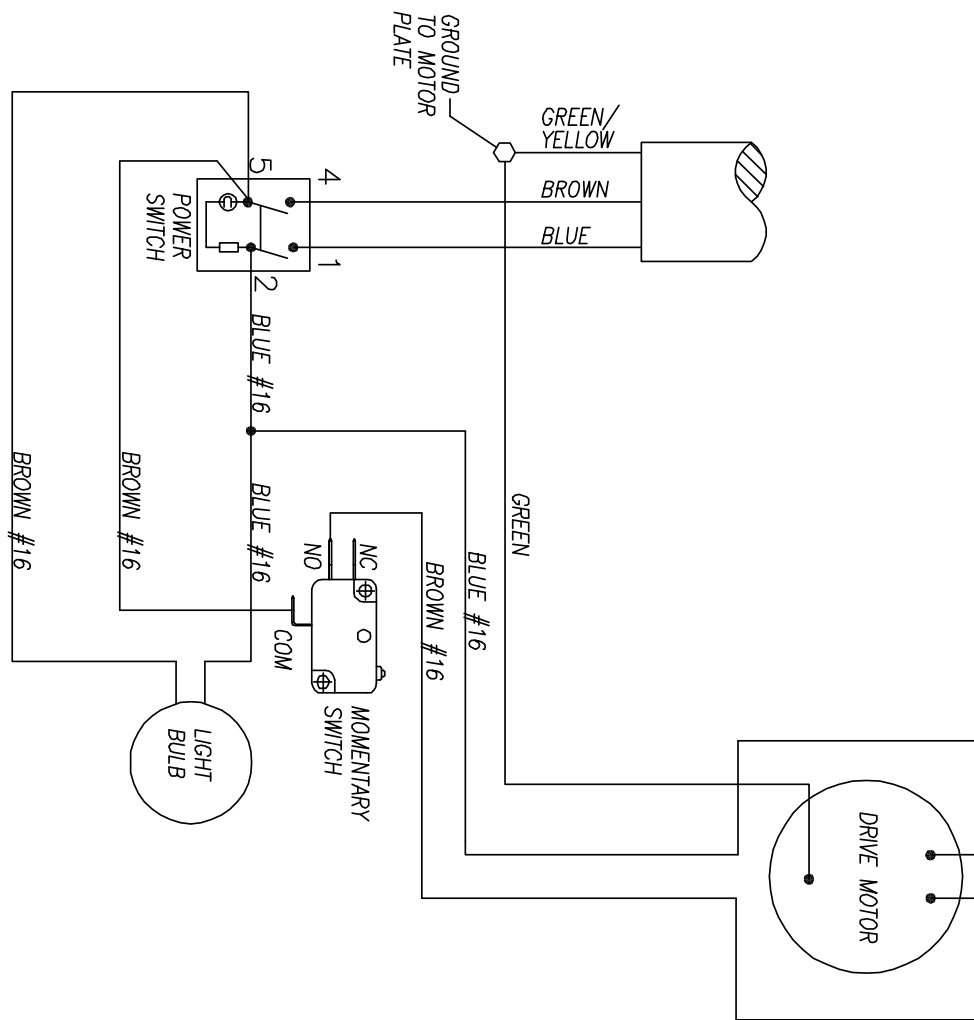 GROUND
TO MOTOR
PLATE
GREEN/
YELLOW
BROWN
BLUE
5
4
POWER
SWITCH
2
1
BLUE #16
BROWN #16
BROWN #16
BLUE #16
GREEN
NO
NC
BLUE #16
BROWN #16
COM
MOMENTARY
SWITCH
LIGHT
BULB
DRIVE MOTOR